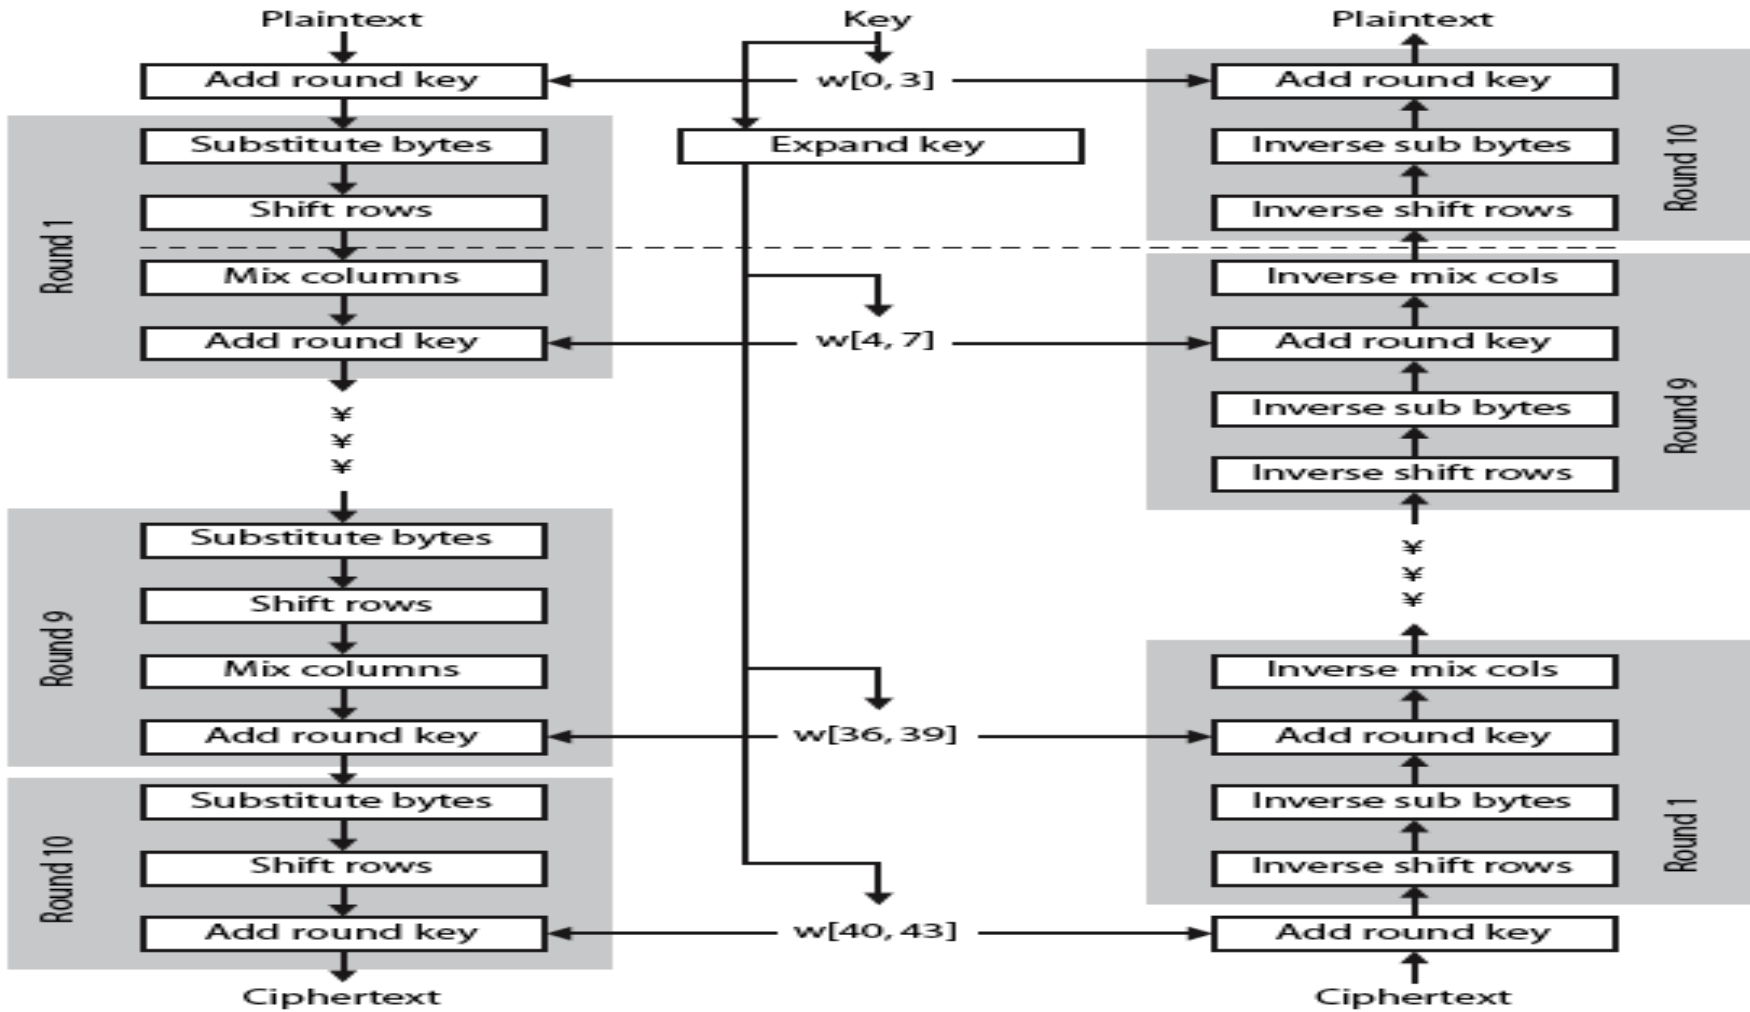 Plaintext
Add round key
Round 1
Substitute bytes
Shift rows
Mix columns
Add round key
¥
¥
¥
Round 9
Substitute bytes
Shift rows
Mix columns
Add round key
Round 10
Substitute bytes
Shift rows
Add round key
Ciphertext
Key
w[0, 3]
Expand key
w[4, 7]
w[36, 39]
w[40, 43]
Plaintext
Add round key
Inverse sub bytes
Inverse shift rows
Round 10
Inverse mix cols
Add round key
Inverse sub bytes
Inverse shift rows
Round 9
¥
¥
¥
Inverse mix cols
Add round key
Inverse sub bytes
Inverse shift rows
Round 1
Add round key
Ciphertext